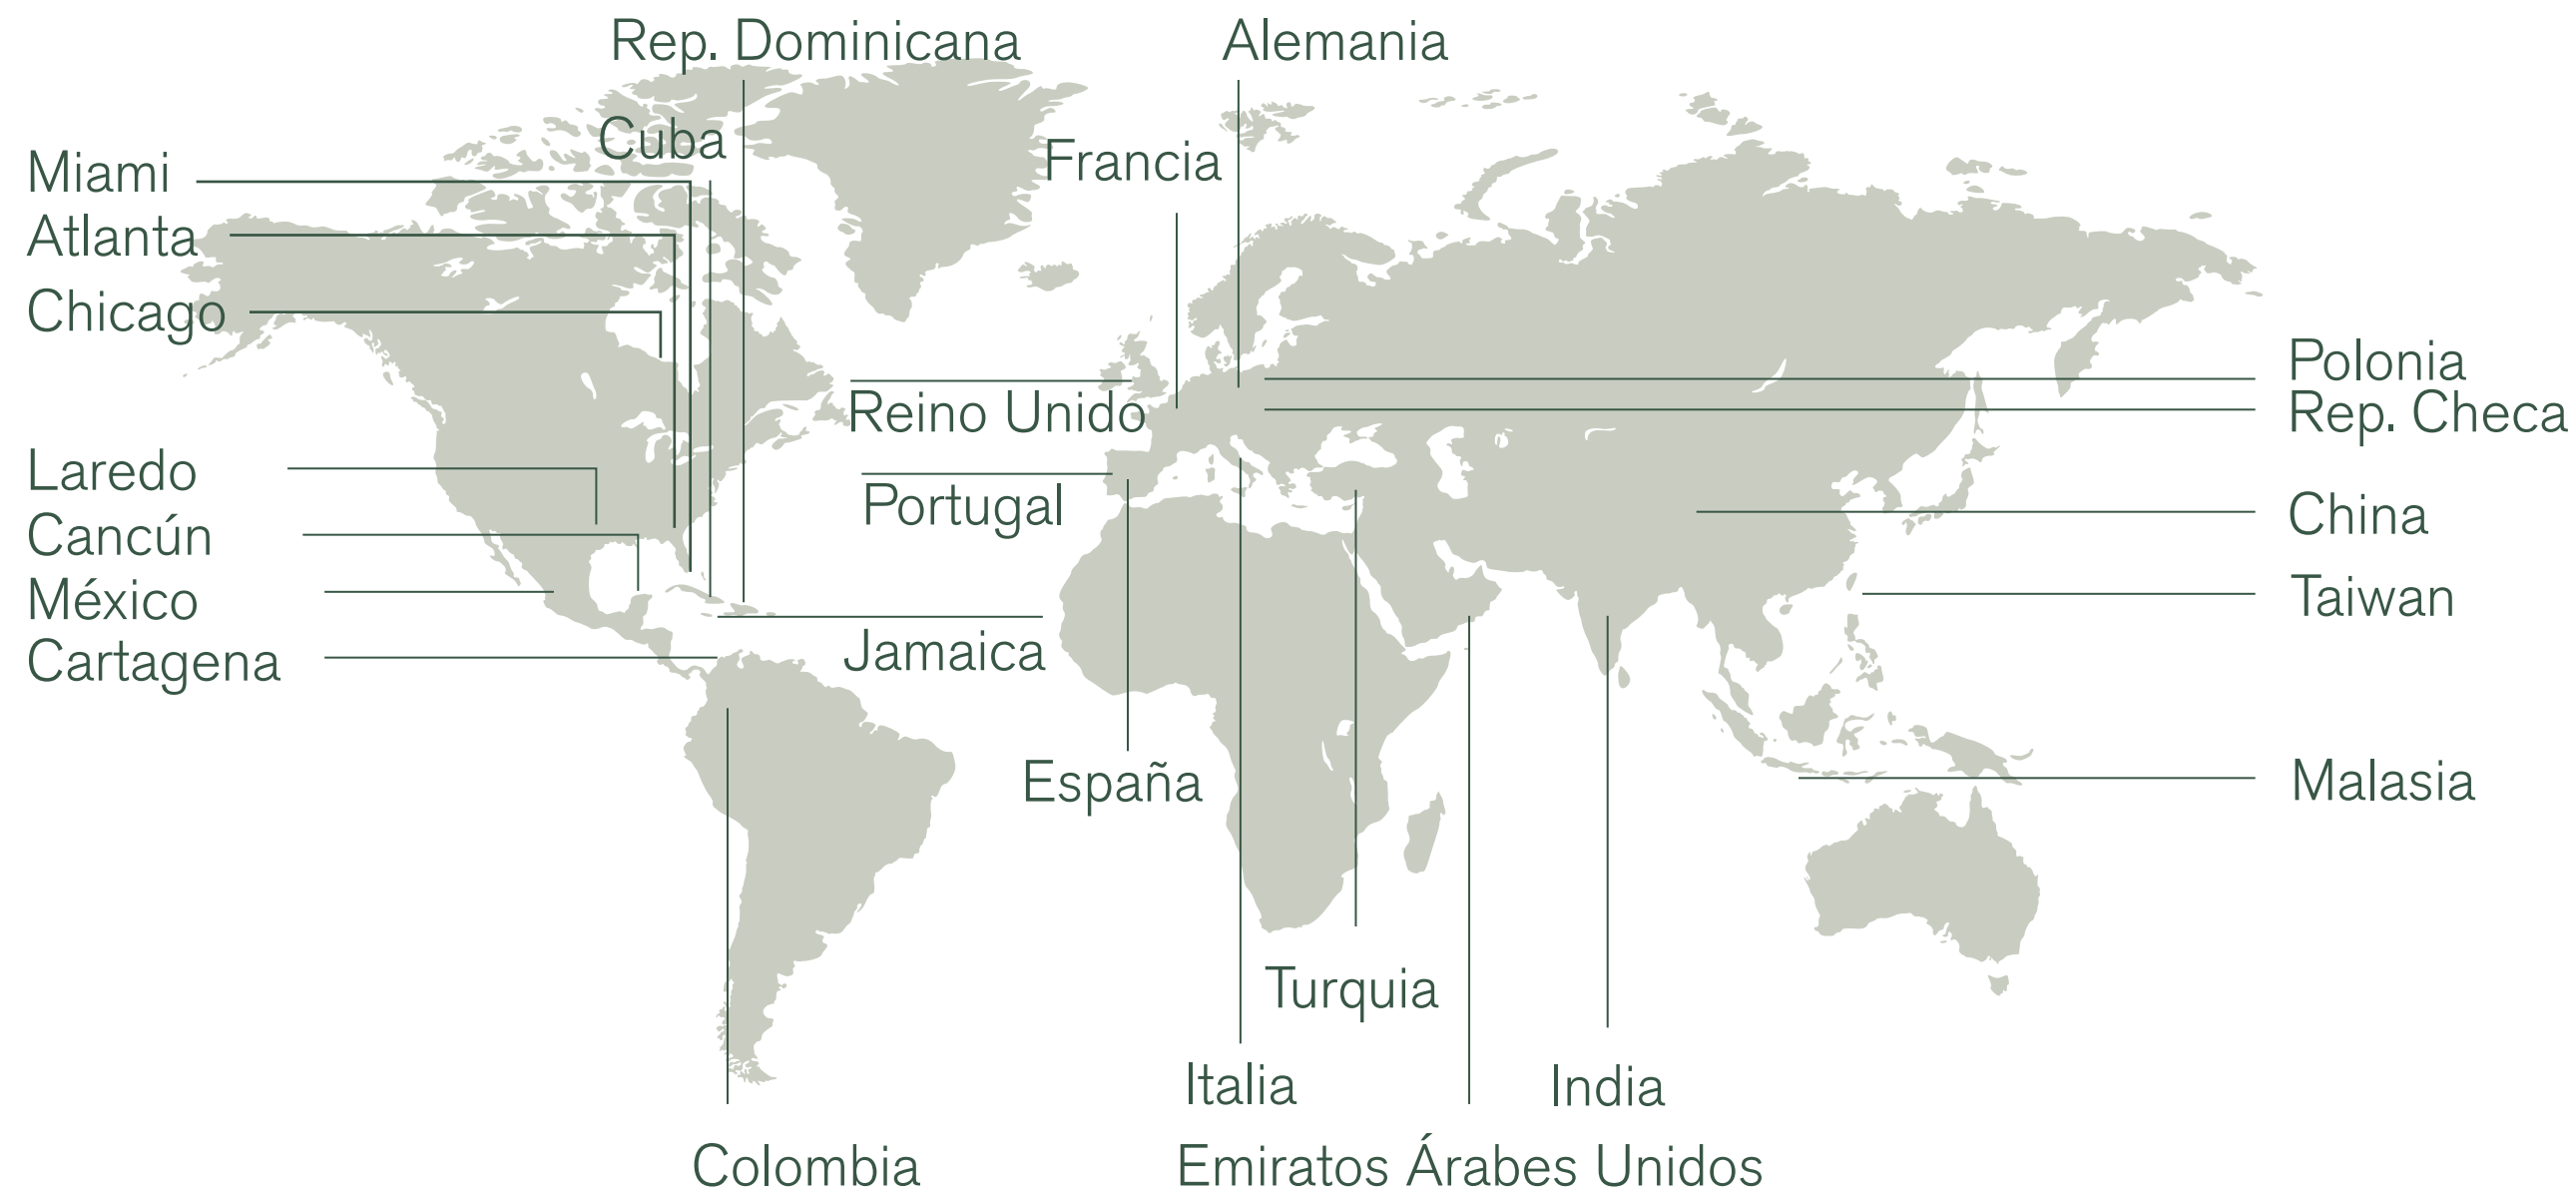 Rep. Dominicana
Alemania
Cuba
Francia
Miami
Atlanta
Chicago
Polonia
Reino Unido
Rep. Checa
Laredo
Portugal
China
Cancún
México
Taiwan
Jamaica
Cartagena
España
Malasia
Turquia
Italia
India
Colombia
Emiratos Árabes Unidos